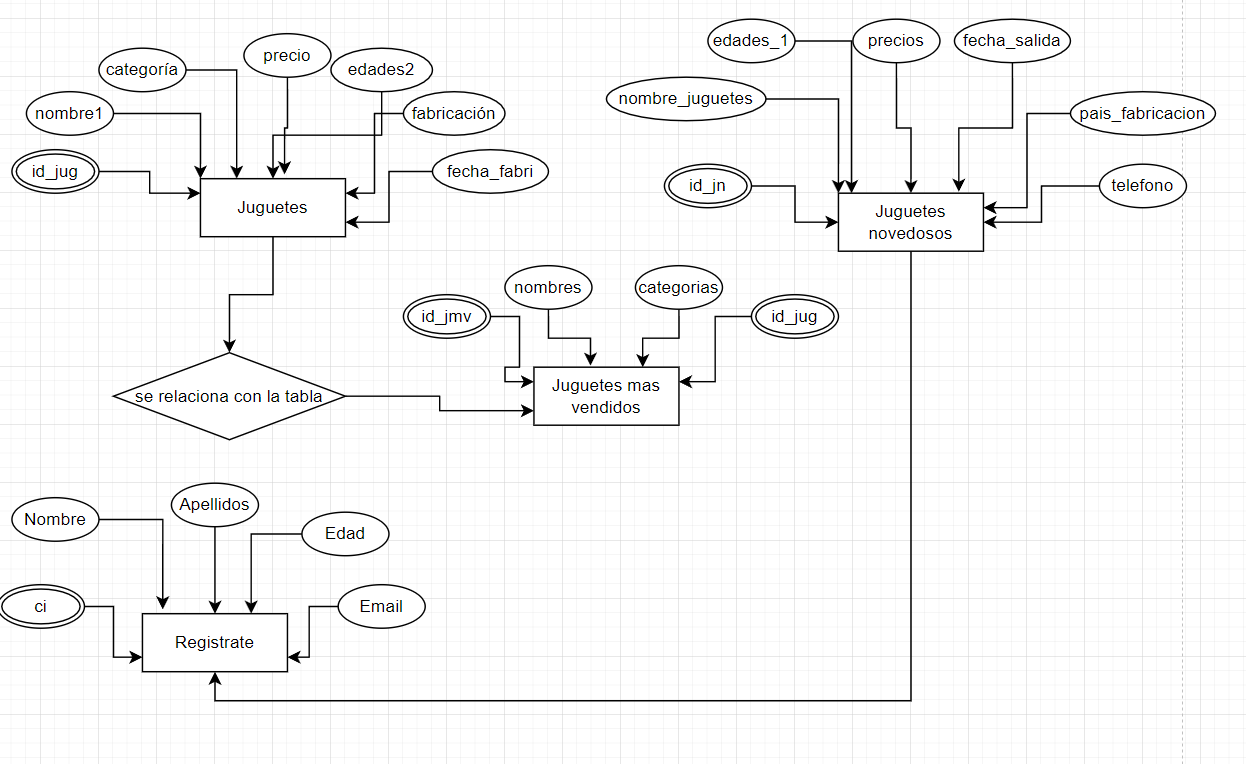 edades_1
precios
fecha_salida
precio
categoría
edades2
nombre_juguetes
nombre1
fabricación
pais_fabricacion
id_jug
fecha_fabri
id_jn
telefono
Juguetes
Juguetes
novedosos
nombres
categorias
id_jmv
id_jug
Juguetes mas
vendidos
se relaciona con la tabla
Apellidos
Nombre
Edad
ci
Email
Registrate